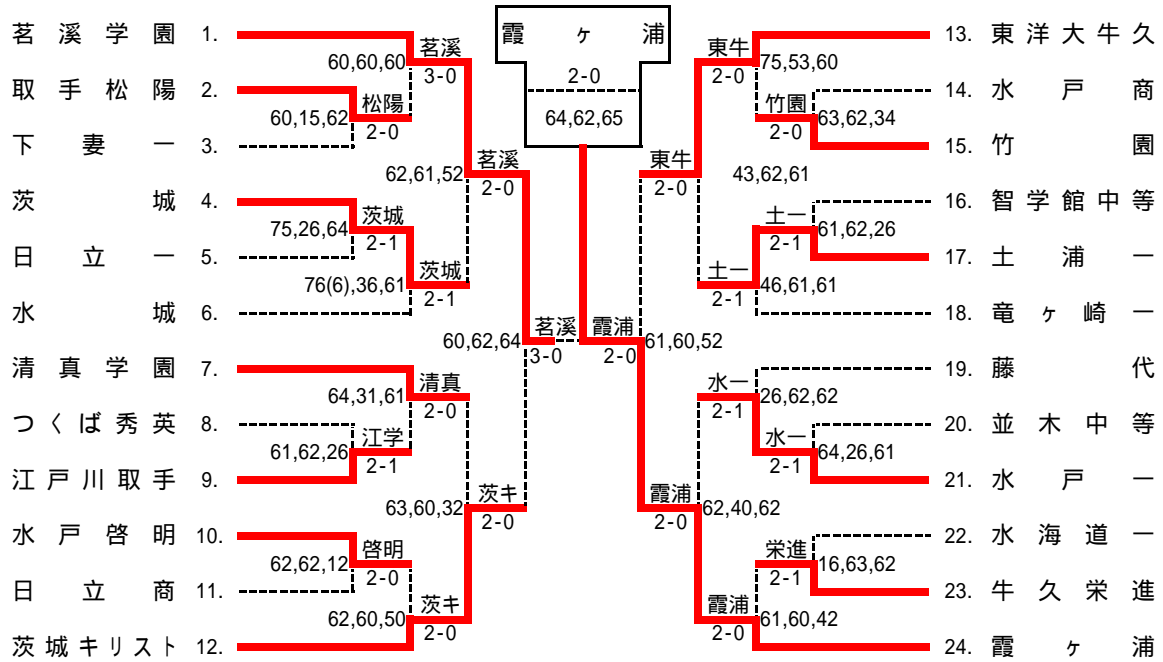 茗溪学園 1.
取手松陽 2.
下妻一 3.
茨城 4.
日立一 5.
水城 6.
清真学園 7.
つくば秀英 8.
江戸川取手 9.
水戸啓明 10.
日立商 11.
茨城キリスト 12.
60,60,60
茗溪
3-0
60,15,62
松陽
2-0
62,61,52
茗溪
2-0
75,26,64
茨城
2-1
76(6),36,61
茨城
2-1
60,62,64
茗溪
3-0
64,31,61
清真
2-0
61,62,26
江学
2-1
63,60,32
茨キ
2-0
62,62,12
啓明
2-0
62,60,50
茨キ
2-0
霞ヶ浦
2-0
64,62,65
霞浦
2-0
61,60,52
東牛
2-0
75,53,60
竹園
2-0
63,62,34
東牛
2-0
43,62,61
土一
2-1
61,62,26
土一
2-1
46,61,61
水一
2-1
26,62,62
水一
2-1
64,26,61
霞浦
2-0
62,40,62
栄進
2-1
16,63,62
霞浦
2-0
61,60,42
13. 東洋大牛久
14. 水戸商
15. 竹園
16. 智学館中等
17. 土浦一
18. 竜ヶ崎一
19. 藤代
20. 並木中等
21. 水戸一
22. 水海道一
23. 牛久栄進
24. 霞ヶ浦